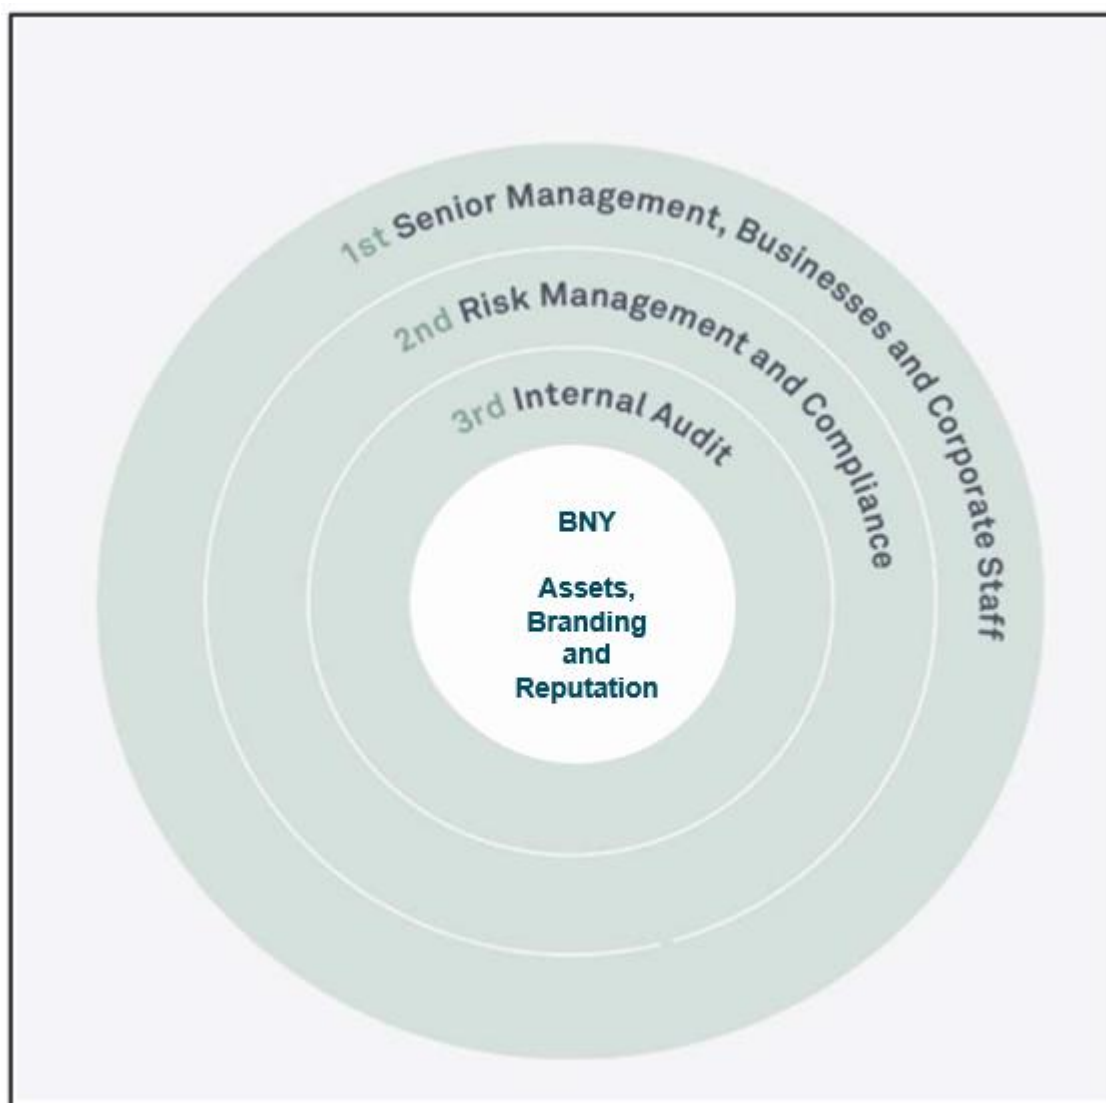 1st Senior Management, Businesses and Corporate Staff
2nd Risk Management and Compliance
3rd Internal Audit
BNY
Assets,
Branding
and
Reputation